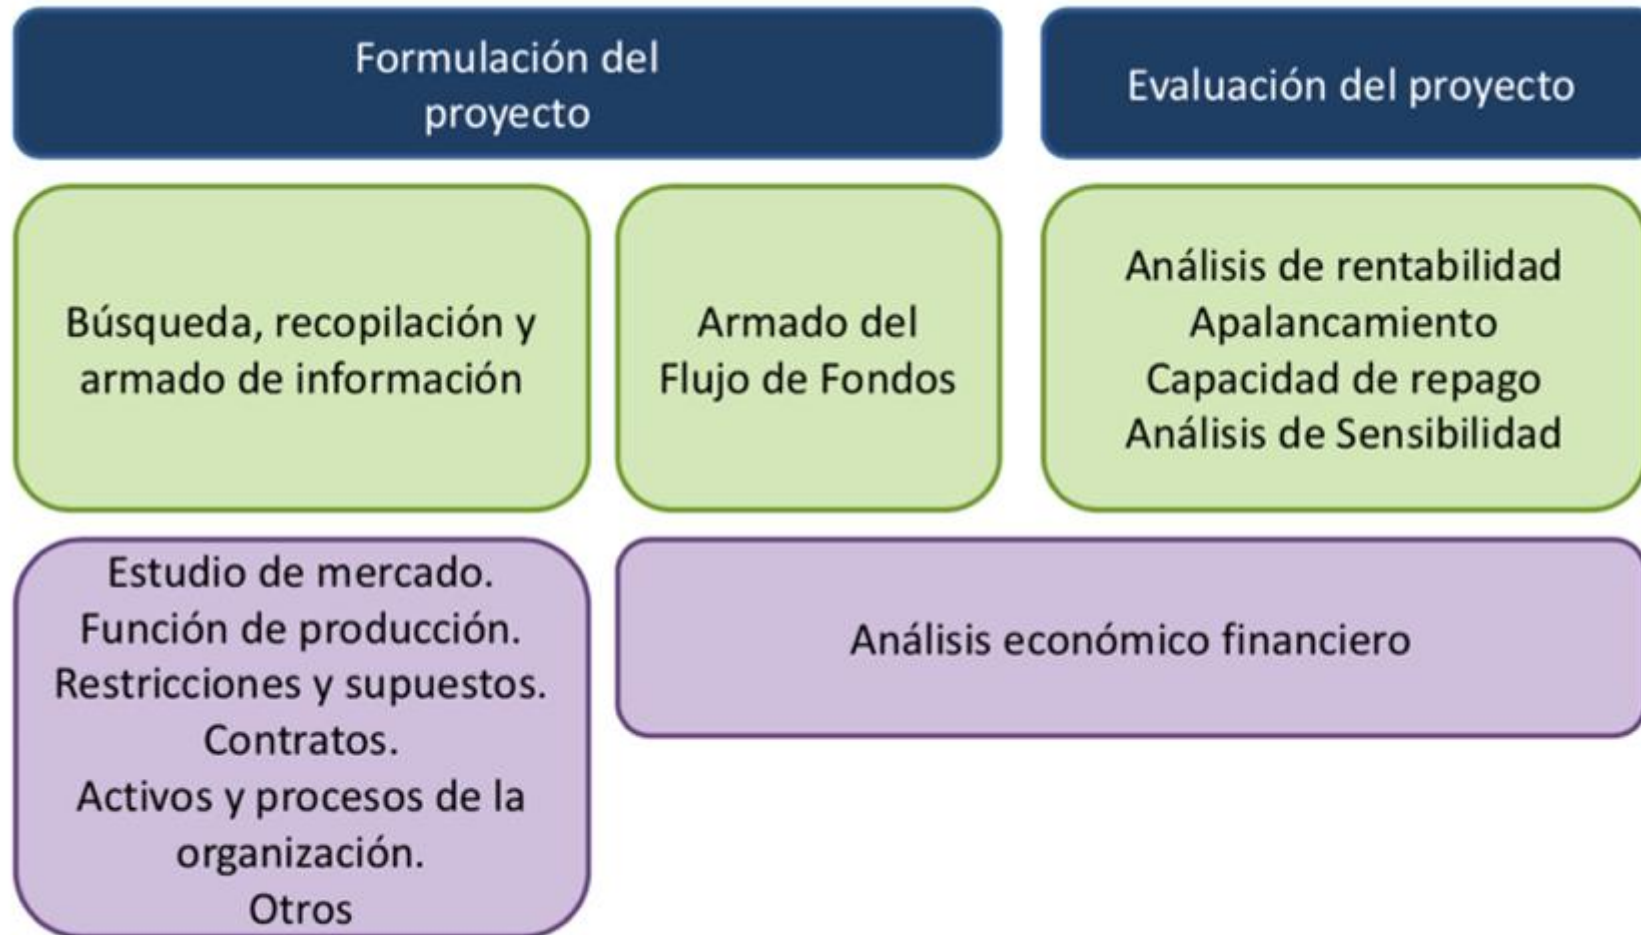 Formulación del
proyecto
Evaluación del proyecto
Búsqueda, recopilación y
armado de información
Armado del
Flujo de Fondos
Análisis de rentabilidad
Apalancamiento
Capacidad de repago
Análisis de Sensibilidad
Estudio de mercado.
Función de producción.
Restricciones y supuestos.
Contratos.
Activos y procesos de la
organización.
Otros
Análisis económico financiero